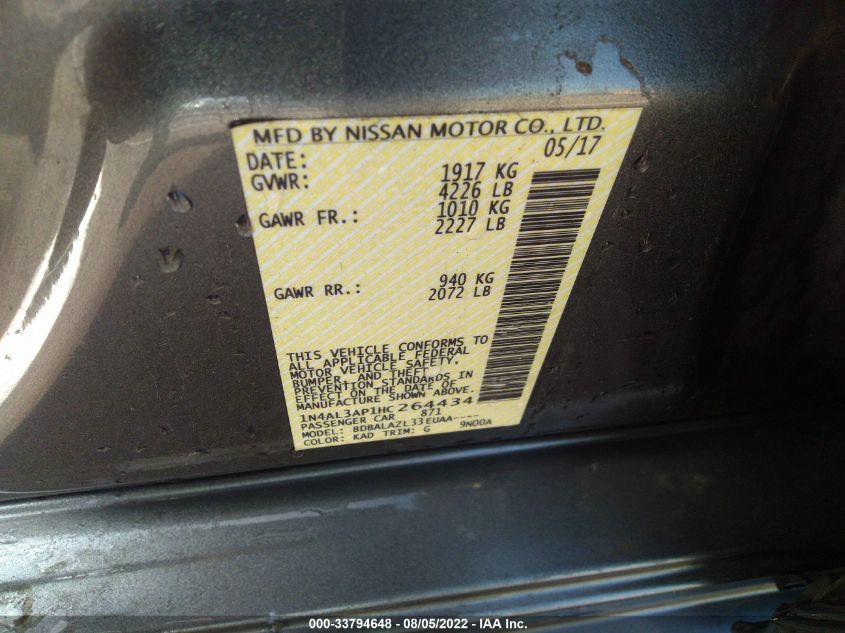 MFD BY NISSAN MOTOR CO., LTD.
DATE: 05/17
GVWR: 1917 KG
4226 LB
GAWR FR.: 1010 KG
2227 LB
GAWR RR.: 940 KG
2072 LB
THIS VEHICLE CONFORMS TO
ALL APPLICABLE FEDERAL
MOTOR VEHICLE SAFETY,
BUMPER, AND THEFT
PREVENTION STANDARDS IN
EFFECT ON THE DATE OF
MANUFACTURE SHOWN ABOVE.
1N4AL3AP1HC264434
PASSENGER CAR 871
MODEL: BDBALAZL33EUAA---- 9N00A
COLOR: KAD TRIM: G
000-33794648 - 08/05/2022 - IAA Inc.